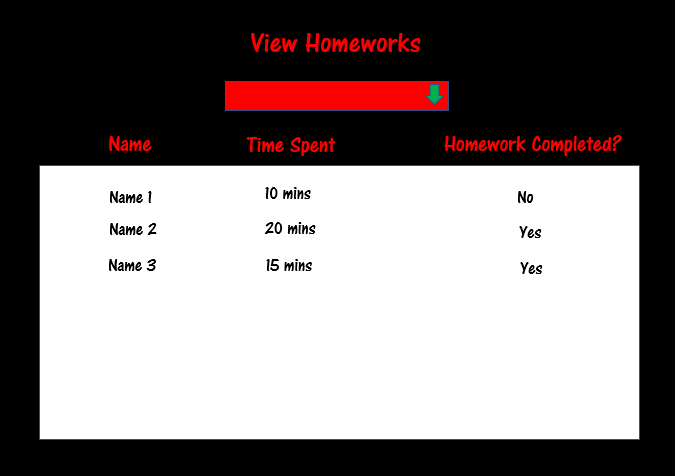 View Homeworks
Name Time Spent Homework Completed?
Name 1 10 mins No
Name 2 20 mins Yes
Name 3 15 mins Yes